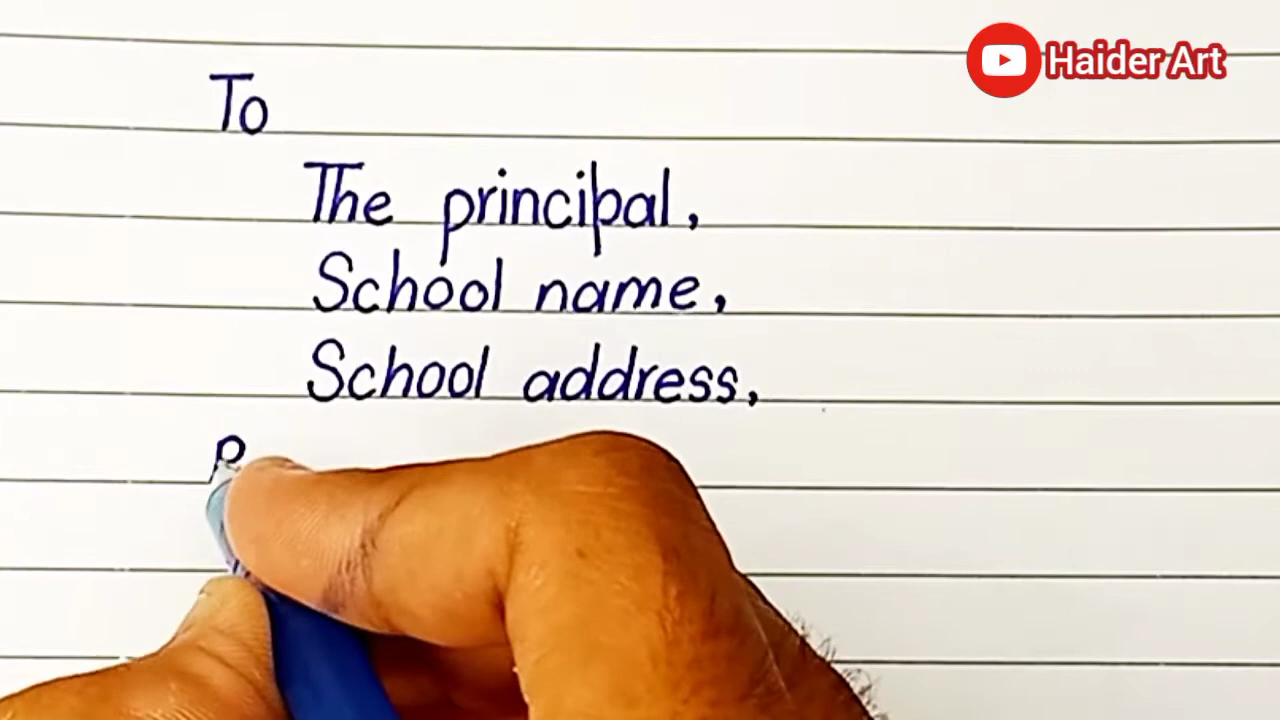 Haider Art
To
The principal,
School name,
School address,